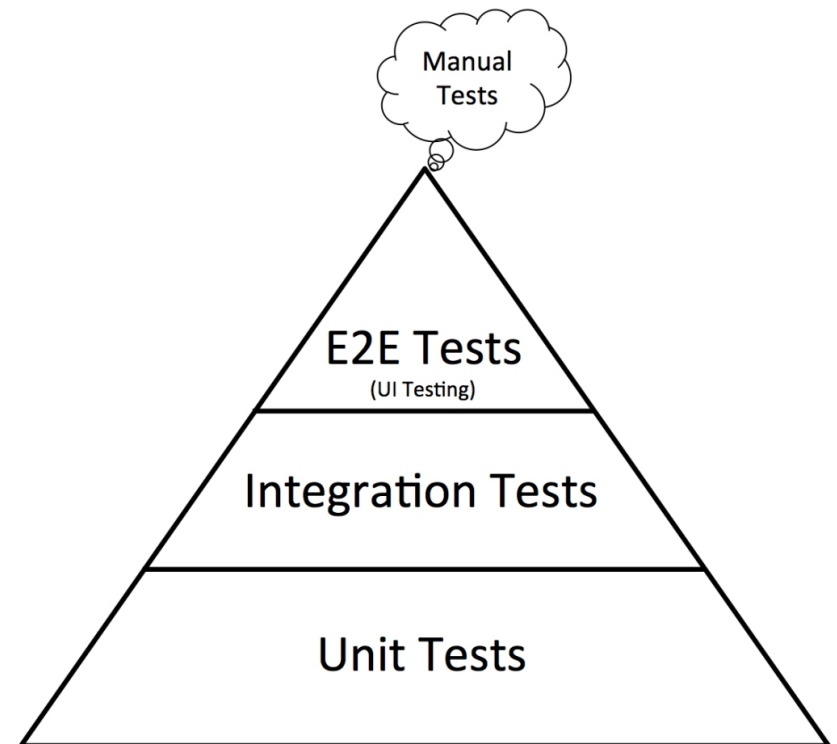 Manual
Tests
E2E Tests
(UI Testing)
Integration Tests
Unit Tests